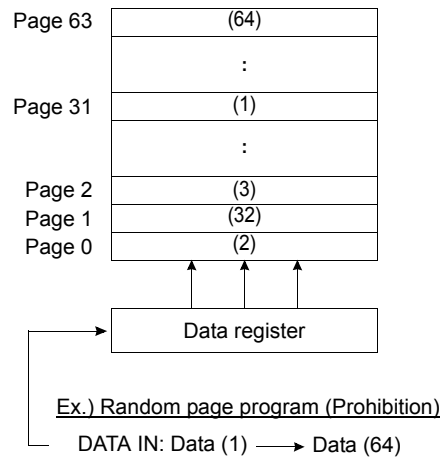 Page 63 (64)
:
Page 31 (1)
:
Page 2 (3)
Page 1 (32)
Page 0 (2)
Data register
Ex.) Random page program (Prohibition)
DATA IN: Data (1) Data (64)